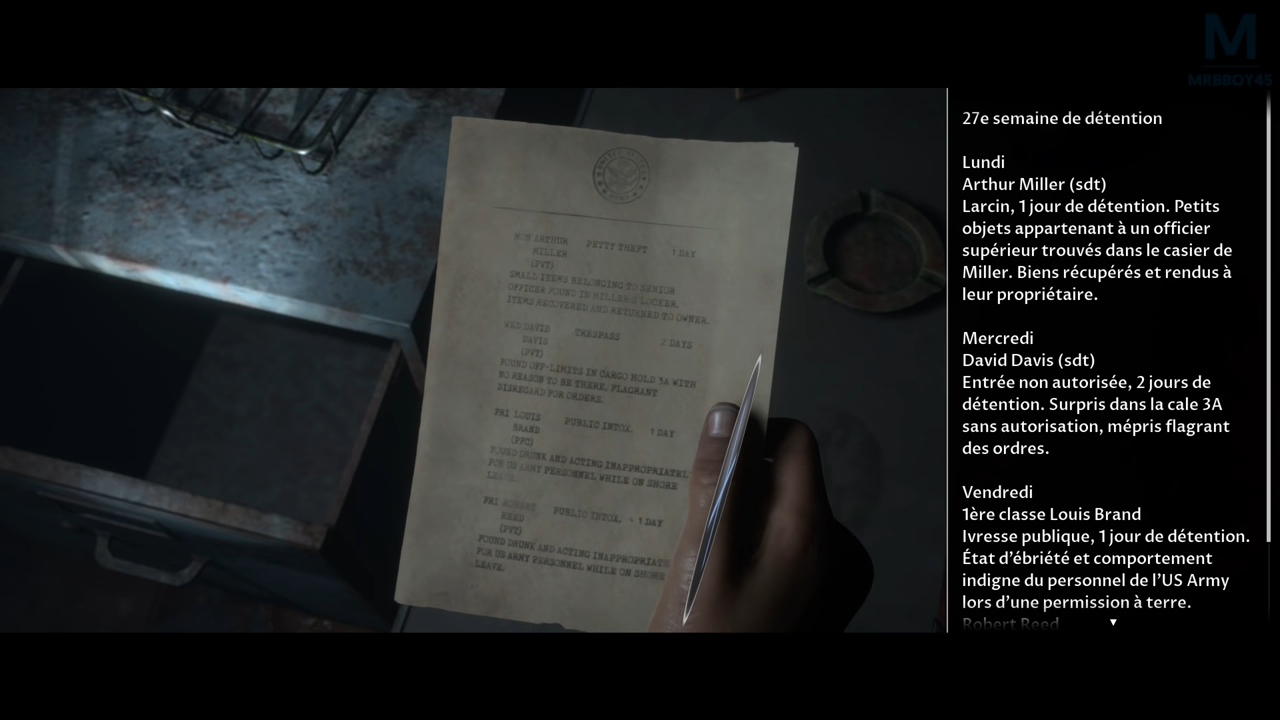 M
MRBBOY45
MON ARTHUR PETTY THEFT 1 DAY
MILLER
(PVT)
SMALL ITEMS BELONGING TO SENIOR
OFFICER FOUND IN MILLER'S LOCKER.
ITEMS RECOVERED AND RETURNED TO OWNER.
WED DAVID TRESPASS 2 DAYS
DAVIS
(PVT)
FOUND OFF-LIMITS IN CARGO HOLD 3A WITH
NO REASON TO BE THERE, FLAGRANT
DISREGARD FOR ORDERS.
FRI LOUIS PUBLIC INTOX. 1 DAY
BRAND
(PFC)
FOUND DRUNK AND ACTING INAPPROPRIATEL
FOR US ARMY PERSONNEL WHILE ON SHORE
LEAVE.
FRI ROBERT PUBLIC INTOX. 1 DAY
REED
(PVT)
FOUND DRUNK AND ACTING INAPPROPRIATE
FOR US ARMY PERSONNEL WHILE ON SHORE
LEAVE.
27e semaine de détention
Lundi
Arthur Miller (sdt)
Larcin, 1 jour de détention. Petits
objets appartenant à un officier
supérieur trouvés dans le casier de
Miller. Biens récupérés et rendus à
leur propriétaire.
Mercredi
David Davis (sdt)
Entrée non autorisée, 2 jours de
détention. Surpris dans la cale 3A
sans autorisation, mépris flagrant
des ordres.
Vendredi
1ère classe Louis Brand
Ivresse publique, 1 jour de détention.
État d'ébriété et comportement
indigne du personnel de l'US Army
lors d'une permission à terre.
Robert Reed